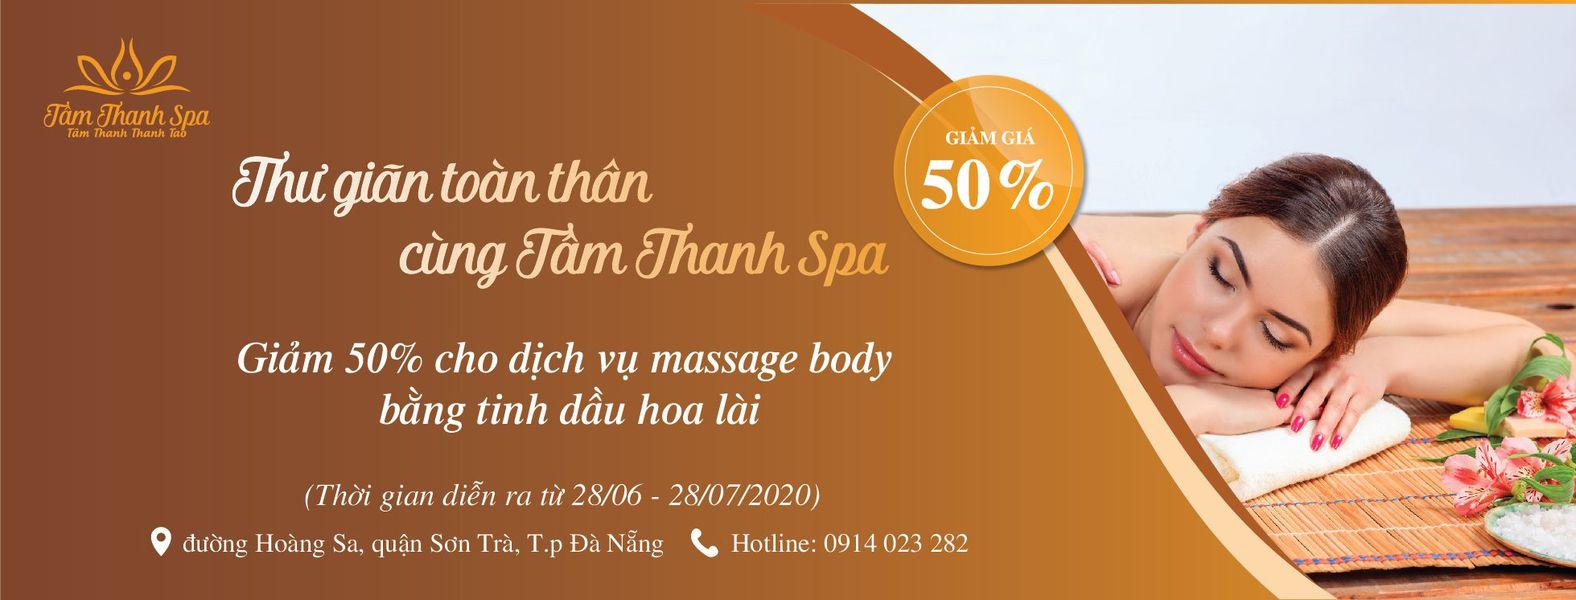 Tâm Thanh Spa
Tâm Thanh Thanh Tao
Thư giãn toàn thân
cùng Tâm Thanh Spa
GIẢM GIÁ
50%
Giảm 50% cho dịch vụ massage body
bằng tinh dầu hoa lài
(Thời gian diễn ra từ 28/06 - 28/07/2020)
đường Hoàng Sa, quận Sơn Trà, T.p Đà Nẵng
Hotline: 0914 023 282